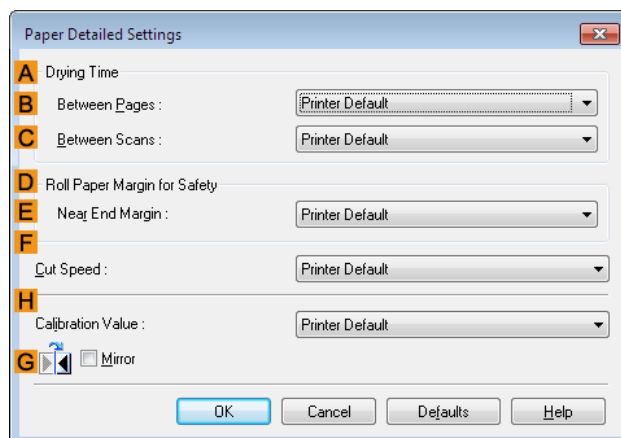 Paper Detailed Settings
A Drying Time
B Between Pages : Printer Default
C Between Scans : Printer Default
D Roll Paper Margin for Safety
E Near End Margin : Printer Default
F
Cut Speed : Printer Default
H
Calibration Value : Printer Default
G Mirror
OK Cancel Defaults Help